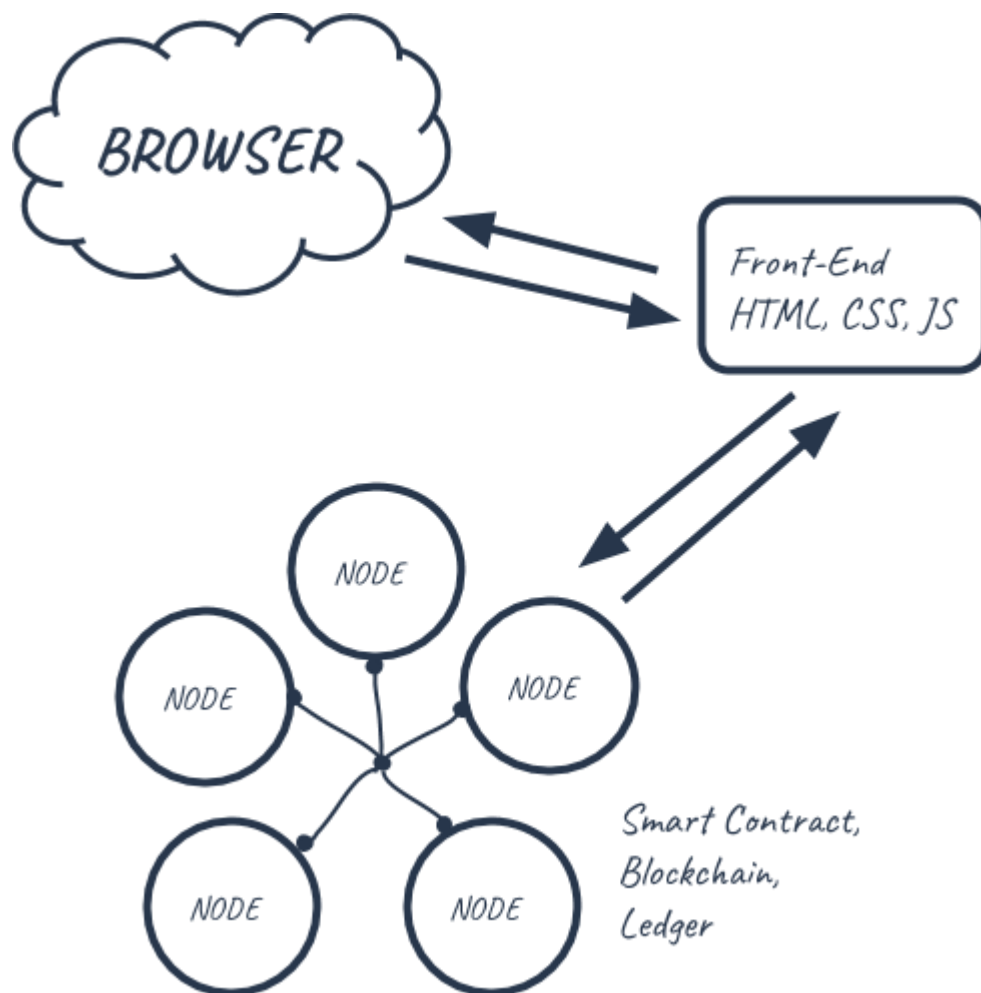 BROWSER
Front-End
HTML, CSS, JS
NODE
NODE
NODE
NODE
NODE
Smart Contract,
Blockchain,
Ledger